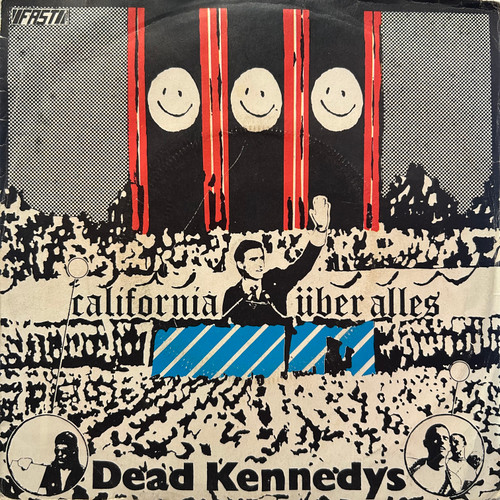 FAST
california über alles
Dead Kennedys